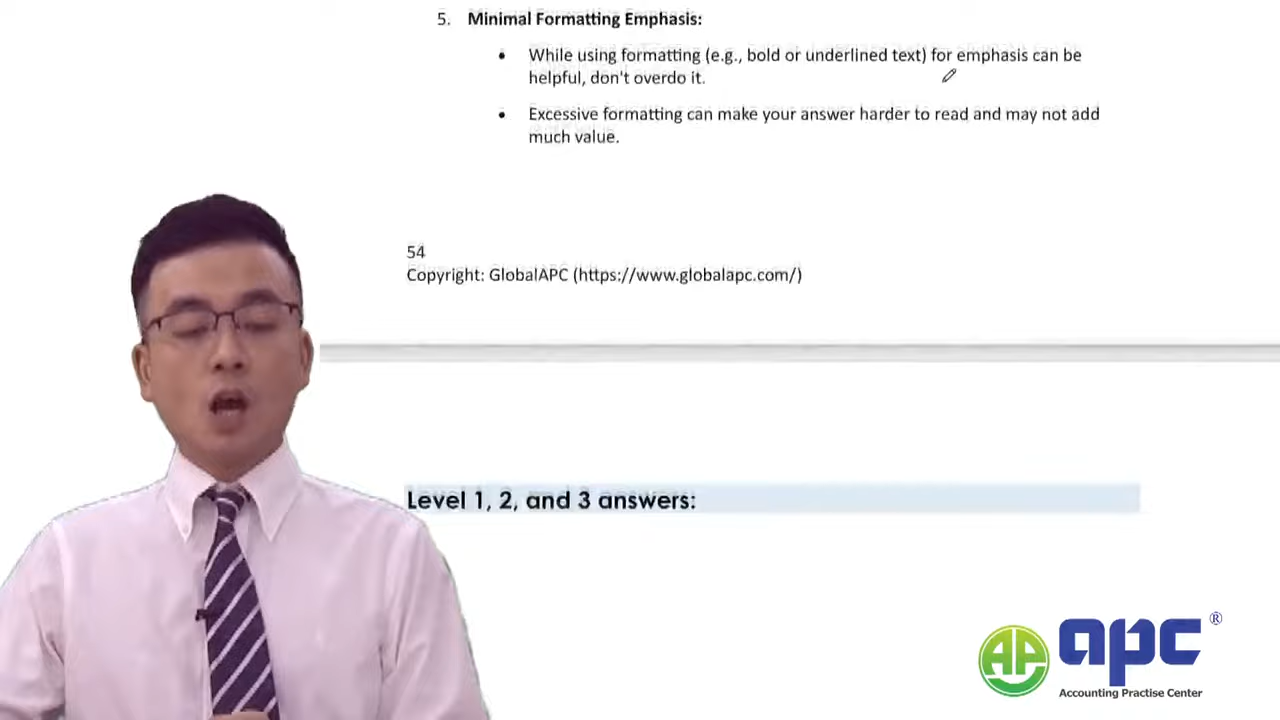 5. Minimal Formatting Emphasis:
• While using formatting (e.g., bold or underlined text) for emphasis can be
helpful, don't overdo it.
• Excessive formatting can make your answer harder to read and may not add
much value.
54
Copyright: GlobalAPC (https://www.globalapc.com/)
Level 1, 2, and 3 answers:
APC apc ®
Accounting Practise Center